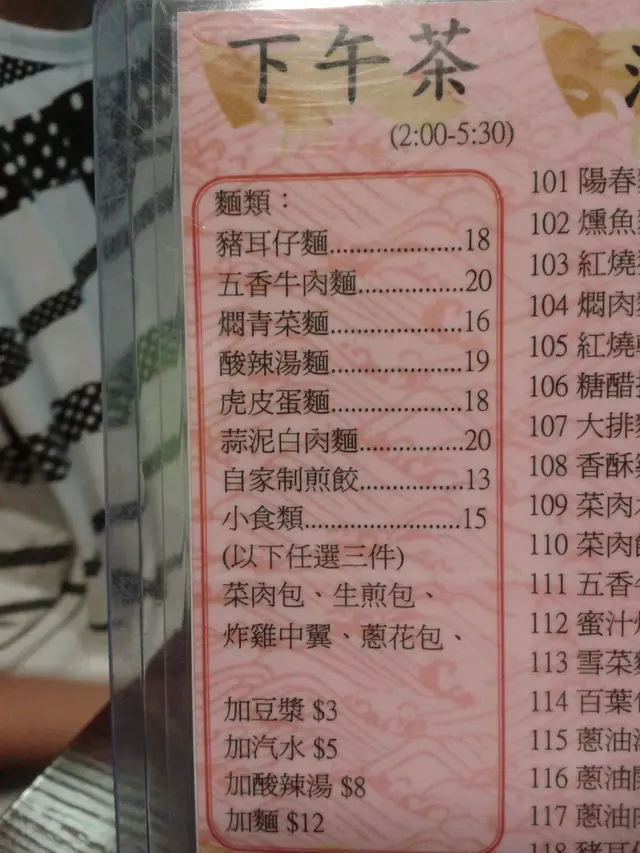 下午茶
(2:00-5:30)
麵類：
豬耳仔麵....................18
五香牛肉麵................20
燜青菜麵....................16
酸辣湯麵....................19
虎皮蛋麵....................18
蒜泥白肉麵................20
自家制煎餃................13
小食類........................15
(以下任選三件)
菜肉包、生煎包、
炸雞中翼、蔥花包、
加豆漿 $3
加汽水 $5
加酸辣湯 $8
加麵 $12
101 陽春
102 燻魚
103 紅燒
104 燜肉
105 紅燒
106 糖醋
107 大排
108 香酥
109 菜肉
110 菜肉
111 五香
112 蜜汁
113 雪菜
114 百葉
115 蔥油
116 蔥油
117 蔥油
118 豬耳